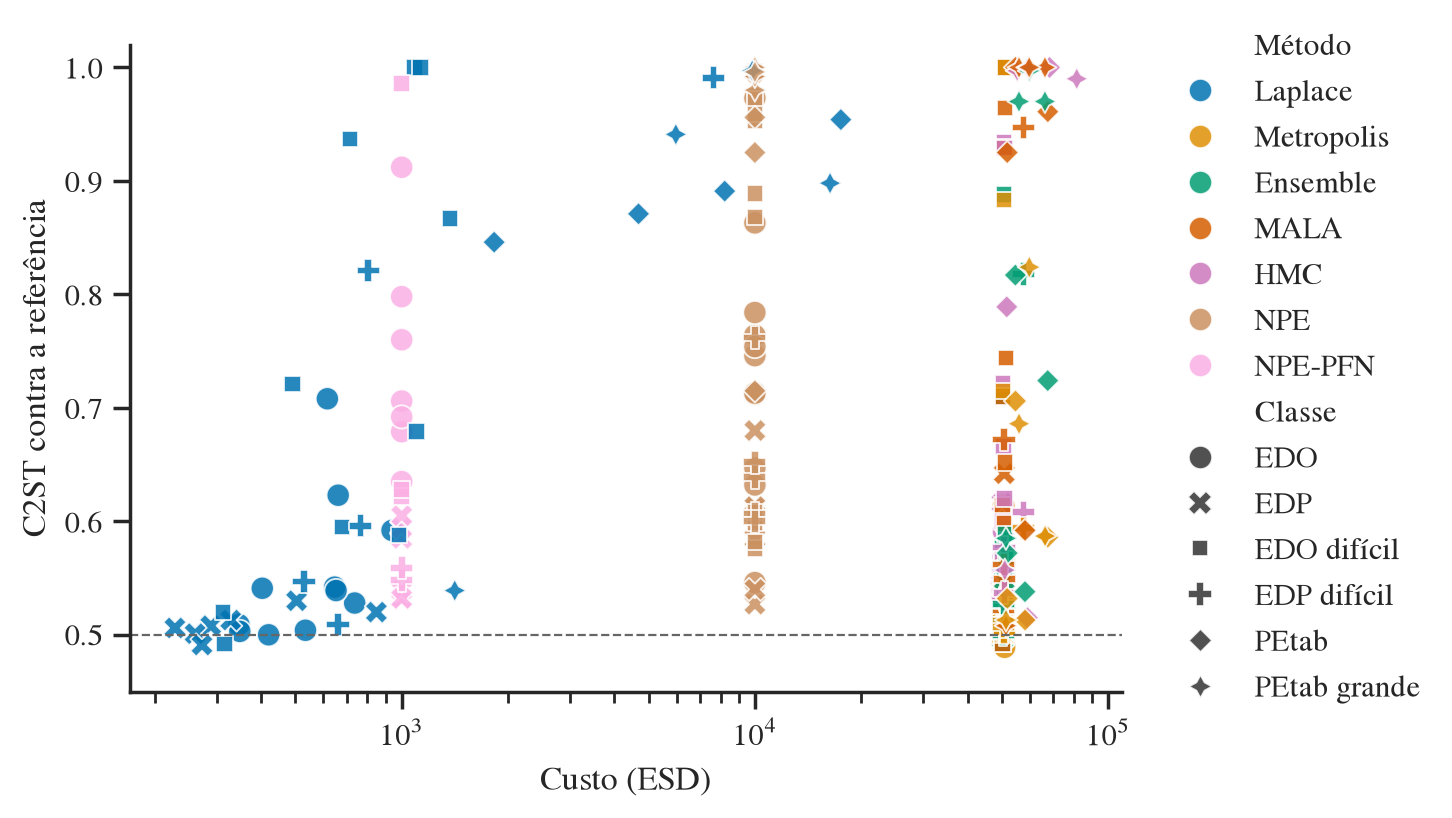 C2ST contra a referência
1.0
0.9
0.8
0.7
0.6
0.5
10³
10⁴
10⁵
Custo (ESD)
Método
Laplace
Metropolis
Ensemble
MALA
HMC
NPE
NPE-PFN
Classe
EDO
EDP
EDO difícil
EDP difícil
PEtab
PEtab grande